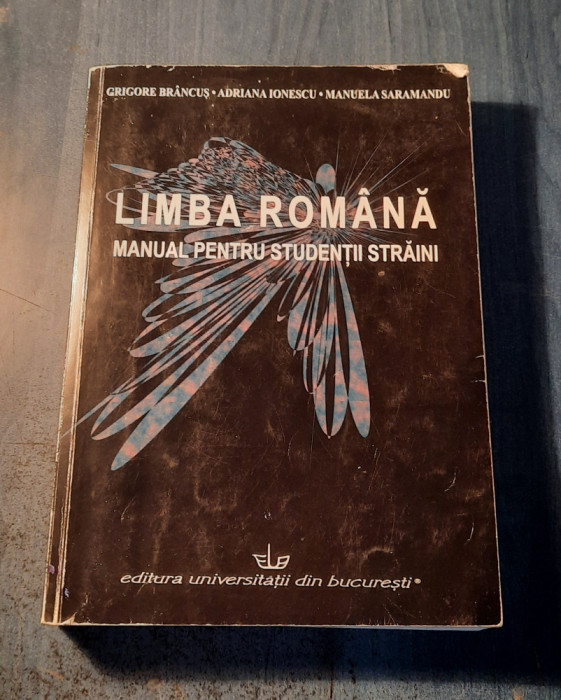 GRIGORE BRÂNCUȘ • ADRIANA IONESCU • MANUELA SARAMANDU
LIMBA ROMÂNĂ
MANUAL PENTRU STUDENȚII STRĂINI
editura universității din bucurești